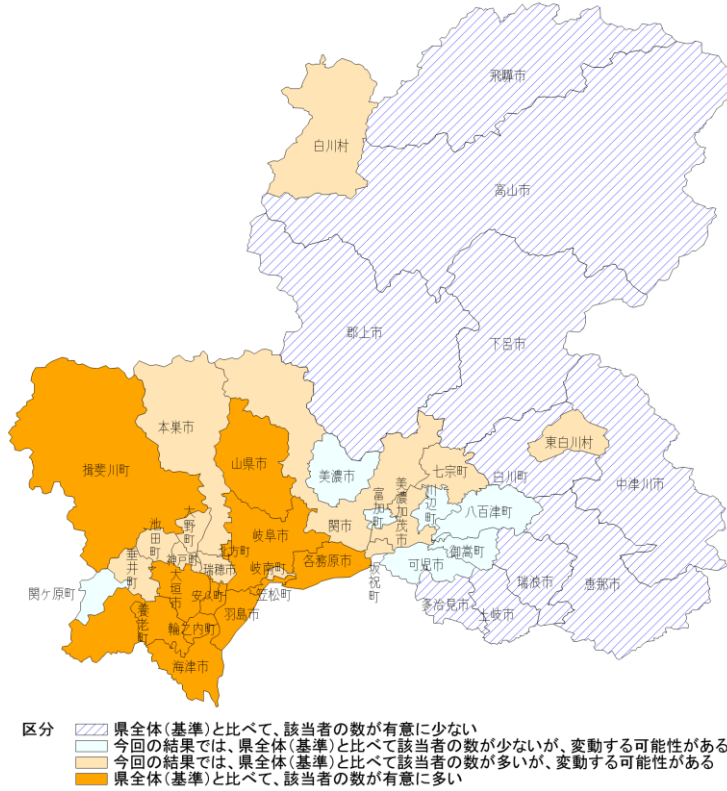 飛騨市
白川村
高山市
郡上市
下呂市
本巣市
東白川村
山県市
七宗町
揖斐川町
美濃市
白川町
中津川市
美濃加茂市
川辺町
富加町
八百津町
大野町
池田町
関市
岐阜市
北方町
御嵩町
神戸町
各務原市
垂井町
瑞穂市
岐南町
可児市
坂祝町
瑞浪市
恵那市
関ケ原町
大垣市
安八町
笠松町
多治見市
羽島市
養老町
土岐市
輪之内町
海津市
区分
県全体(基準)と比べて、該当者の数が有意に少ない
今回の結果では、県全体(基準)と比べて該当者の数が少ないが、変動する可能性がある
今回の結果では、県全体(基準)と比べて該当者の数が多いが、変動する可能性がある
県全体(基準)と比べて、該当者の数が有意に多い